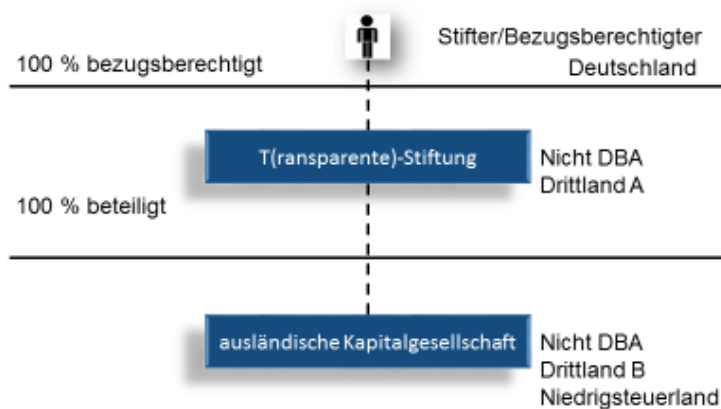 Stifter/Bezugsberechtigter
Deutschland
100 % bezugsberechtigt
T(ransparente)-Stiftung
Nicht DBA
Drittland A
100 % beteiligt
ausländische Kapitalgesellschaft
Nicht DBA
Drittland B
Niedrigsteuerland